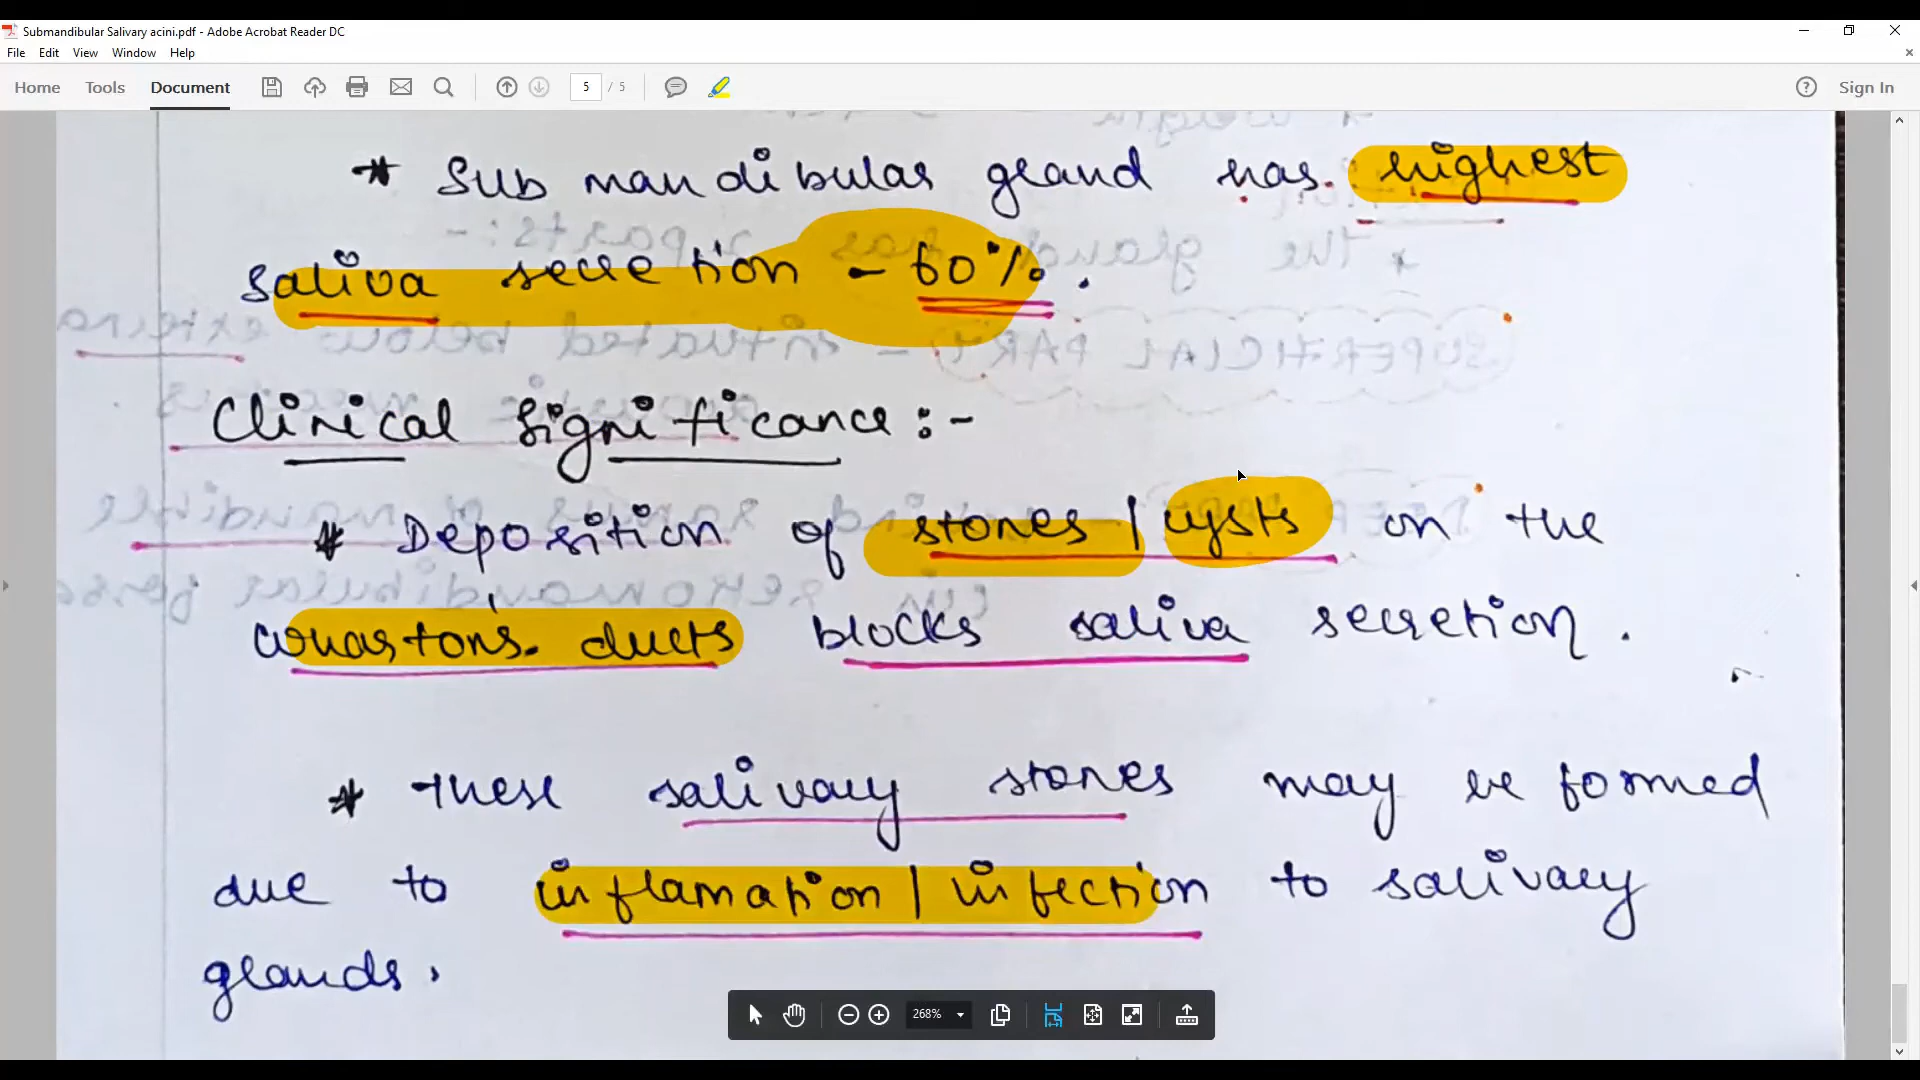 Submandibular Salivary acini.pdf - Adobe Acrobat Reader DC
File Edit View Window Help
Home Tools Document 5 / 5 Sign In
* Sub mandibular gland has highest
saliva secretion - 60%.
Clinical Significance :-
* Deposition of stones / cysts on the
wharton's ducts blocks saliva secretion.
* These salivary stones may be formed
due to inflamation / infection to salivary
glands.
268%